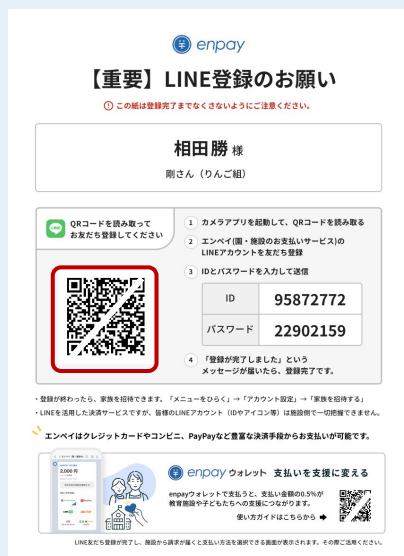 enpay
【重要】LINE登録のお願い
この紙は登録完了までなくさないようにご注意ください。
相田勝 様
剛さん（りんご組）
LINE
QRコードを読み取って
お友だち登録してください
1 カメラアプリを起動して、QRコードを読み取る
2 エンペイ(園・施設のお支払いサービス)の
LINEアカウントを友だち登録
3 IDとパスワードを入力して送信
ID 95872772
パスワード 22902159
4 「登録が完了しました」という
メッセージが届いたら、登録完了です。
・登録が終わったら、家族を招待できます。「メニューをひらく」→「アカウント設定」→「家族を招待する」
・LINEを活用した決済サービスですが、皆様のLINEアカウント（IDやアイコン等）は施設側で一切把握できません。
エンペイはクレジットカードやコンビニ、PayPayなど豊富な決済手段からお支払いが可能です。
2,000 円
enpay ウォレット 支払いを支援に変える
enpayウォレットで支払うと、支払い金額の0.5%が
教育施設や子どもたちへの支援につながります。
使い方ガイドはこちらから
LINE友だち登録が完了し、施設から請求が届くと支払い方法を選択できる画面が表示されます。その際ご活用ください。